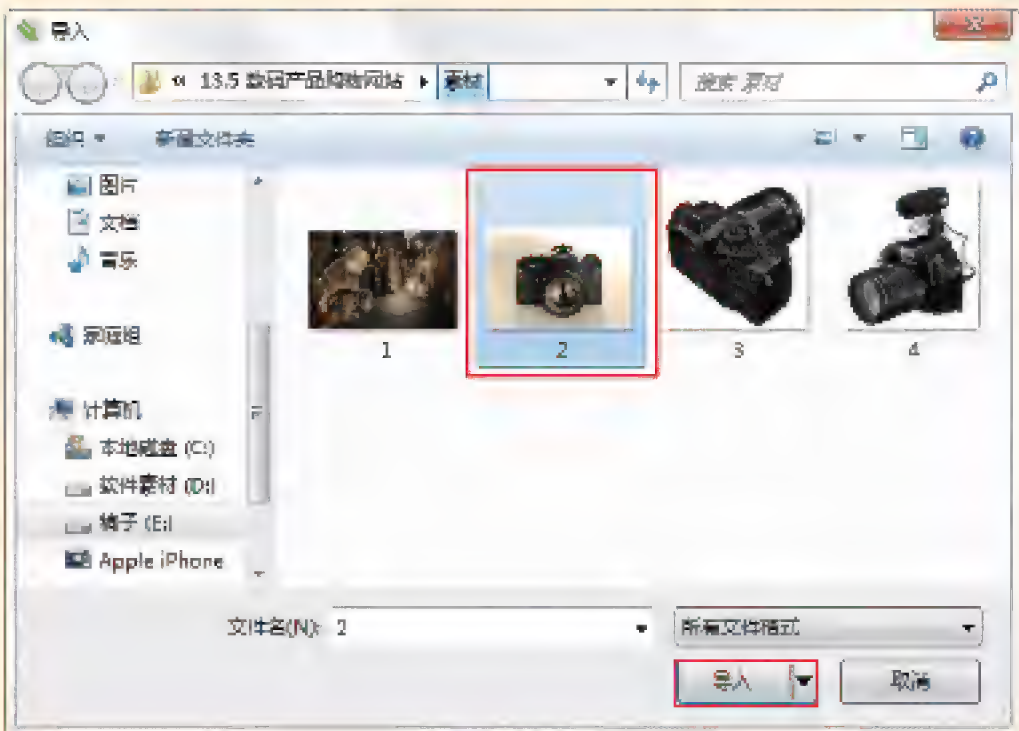 导入
13.5 数码产品购物网站 ▸ 素材
搜索 素材
组织 新建文件夹
图片
文档
音乐
家庭组
计算机
本地磁盘 (C:)
软件素材 (D:)
Apple iPhone
1 2 3 4
文件名(N): 2
所有文件格式
导入 取消